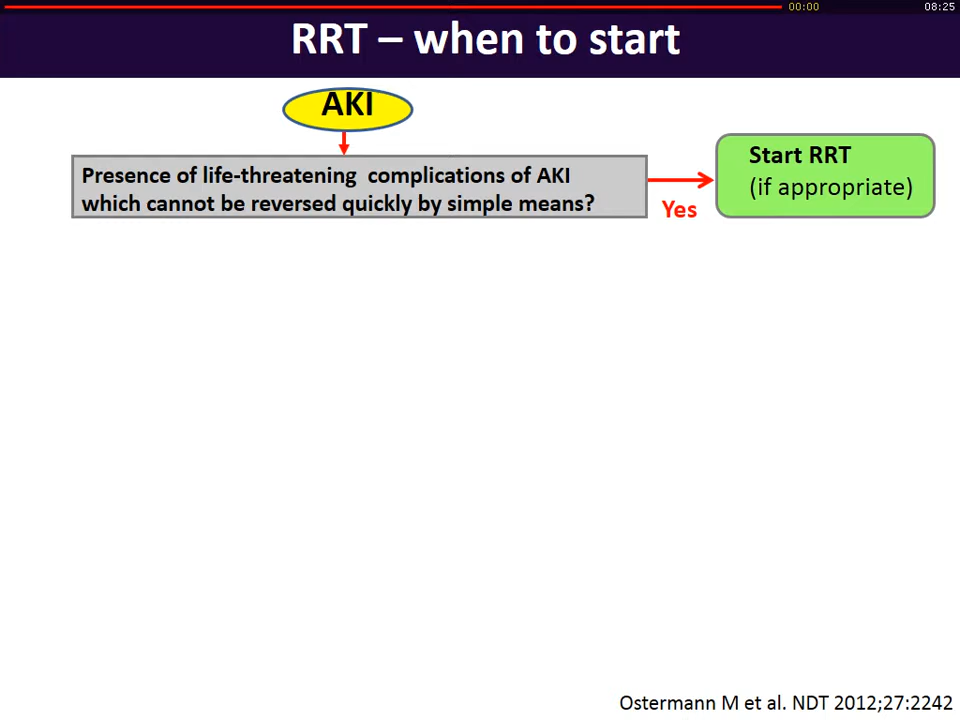 00:00 08:25
RRT – when to start
AKI
Presence of life-threatening complications of AKI
which cannot be reversed quickly by simple means?
Yes
Start RRT
(if appropriate)
Ostermann M et al. NDT 2012;27:2242